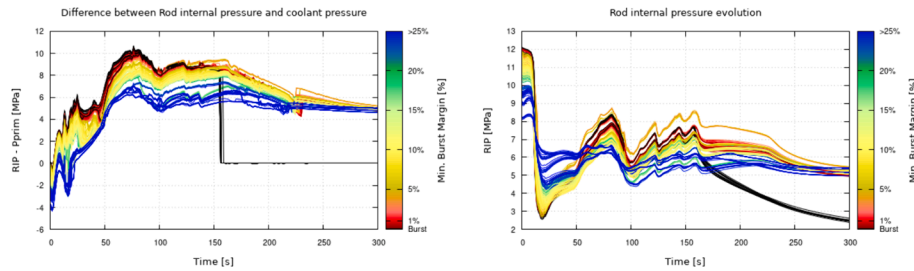 Difference between Rod internal pressure and coolant pressure
12
10
8
6
4
2
0
-2
-4
-6
RIP - Pprim [MPa]
0 50 100 150 200 250 300
Time [s]
>25%
20%
15%
10%
5%
1%
Burst
Min. Burst Margin [%]
Rod internal pressure evolution
13
12
11
10
9
8
7
6
5
4
3
2
RIP [MPa]
0 50 100 150 200 250 300
Time [s]
>25%
20%
15%
10%
5%
1%
Burst
Min. Burst Margin [%]